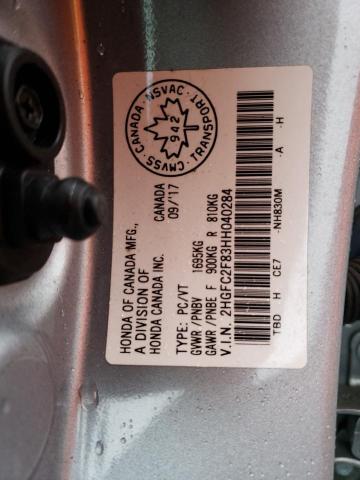 HONDA OF CANADA MFG.,
A DIVISION OF
HONDA CANADA INC.
CANADA
09/17
TYPE: PC/VT
GVWR / PNBV 1695KG
GAWR / PNBE F 900KG R 810KG
V.I.N. 2HGFC2F83HH040284
TBD H CE7 -NH830M -A -H
CMVSS · CANADA · NSVAC · TRANSPORT ·
942